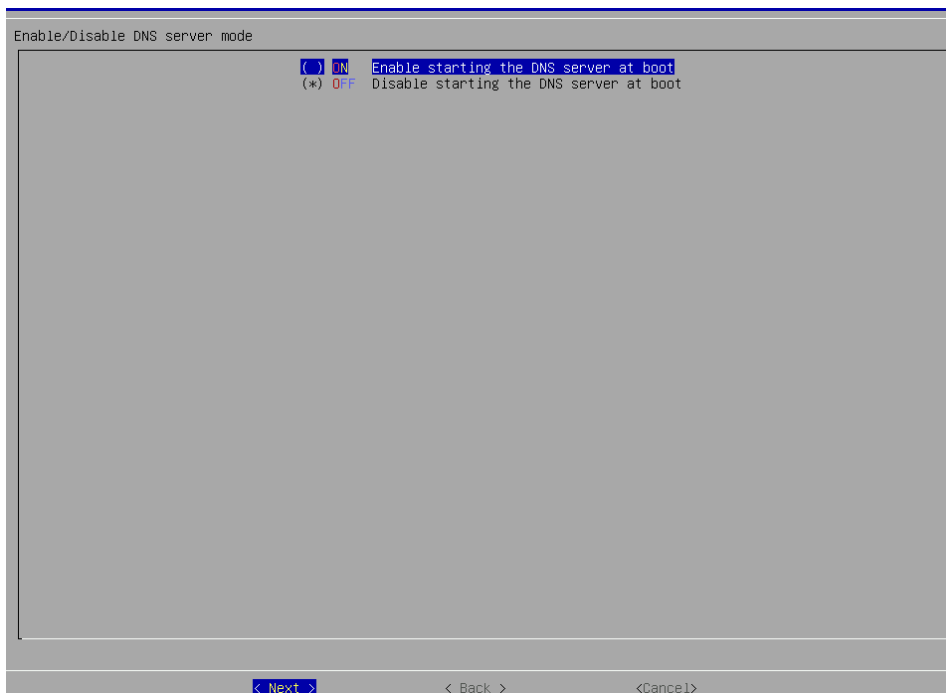 Enable/Disable DNS server mode
( ) ON Enable starting the DNS server at boot
(*) OFF Disable starting the DNS server at boot
< Next > < Back > <Cancel>